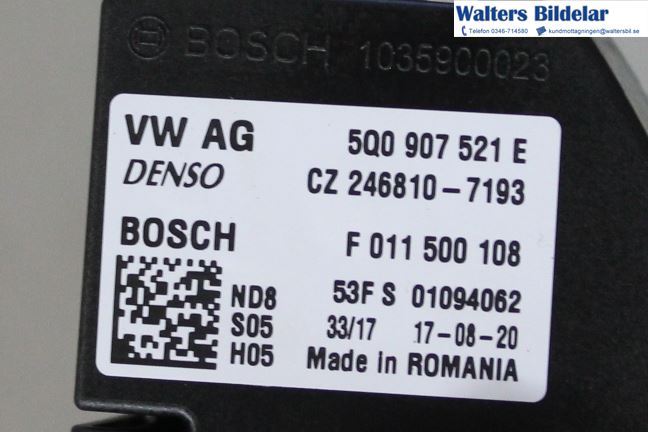 Walters Bildelar
Telefon 0346-714580 kundmottagningen@waltersbil.se
BOSCH 1035900023
VW AG 5Q0 907 521 E
DENSO CZ 246810-7193
BOSCH F 011 500 108
ND8 53F S 01094062
S05 33/17 17-08-20
H05 Made in ROMANIA